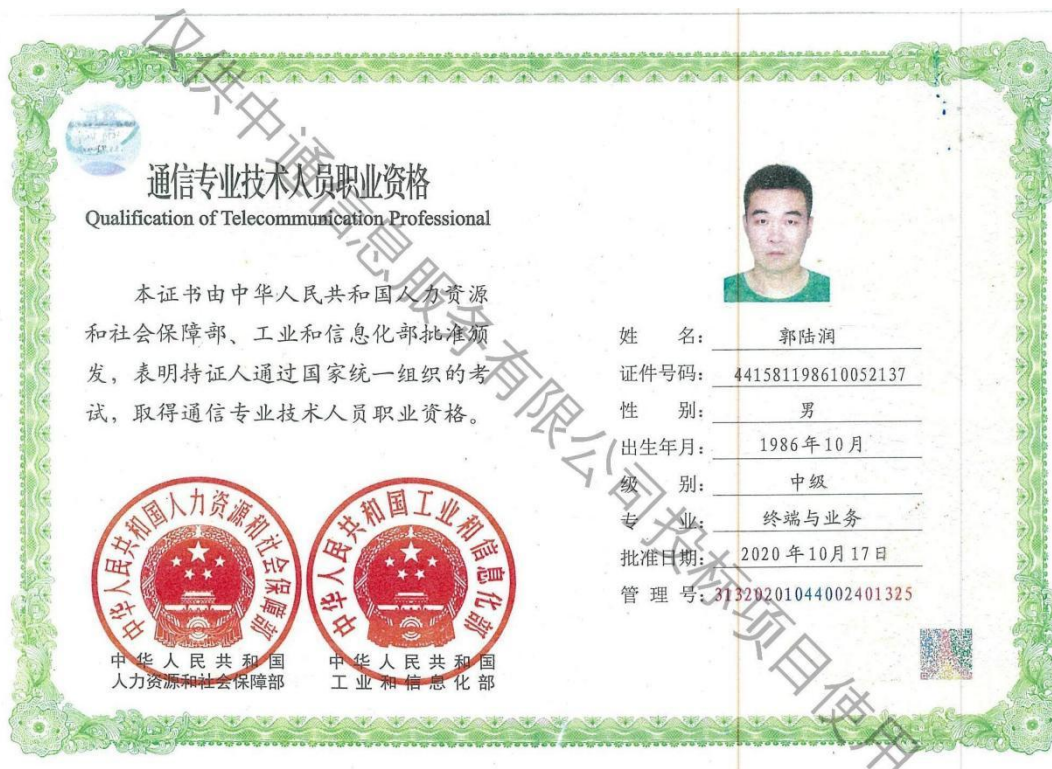 仅供中通信息服务有限公司投标项目使用
通信专业技术人员职业资格
Qualification of Telecommunication Professional
本证书由中华人民共和国人力资源
和社会保障部、工业和信息化部批准颁
发，表明持证人通过国家统一组织的考
试，取得通信专业技术人员职业资格。
中华人民共和国人力资源和社会保障部
中华人民共和国工业和信息化部
中华人民共和国
人力资源和社会保障部
中华人民共和国
工业和信息化部
姓 名： 郭陆润
证件号码： 441581198610052137
性 别： 男
出生年月： 1986年10月
级 别： 中级
专 业： 终端与业务
批准日期： 2020年10月17日
管 理 号：31320201044002401325